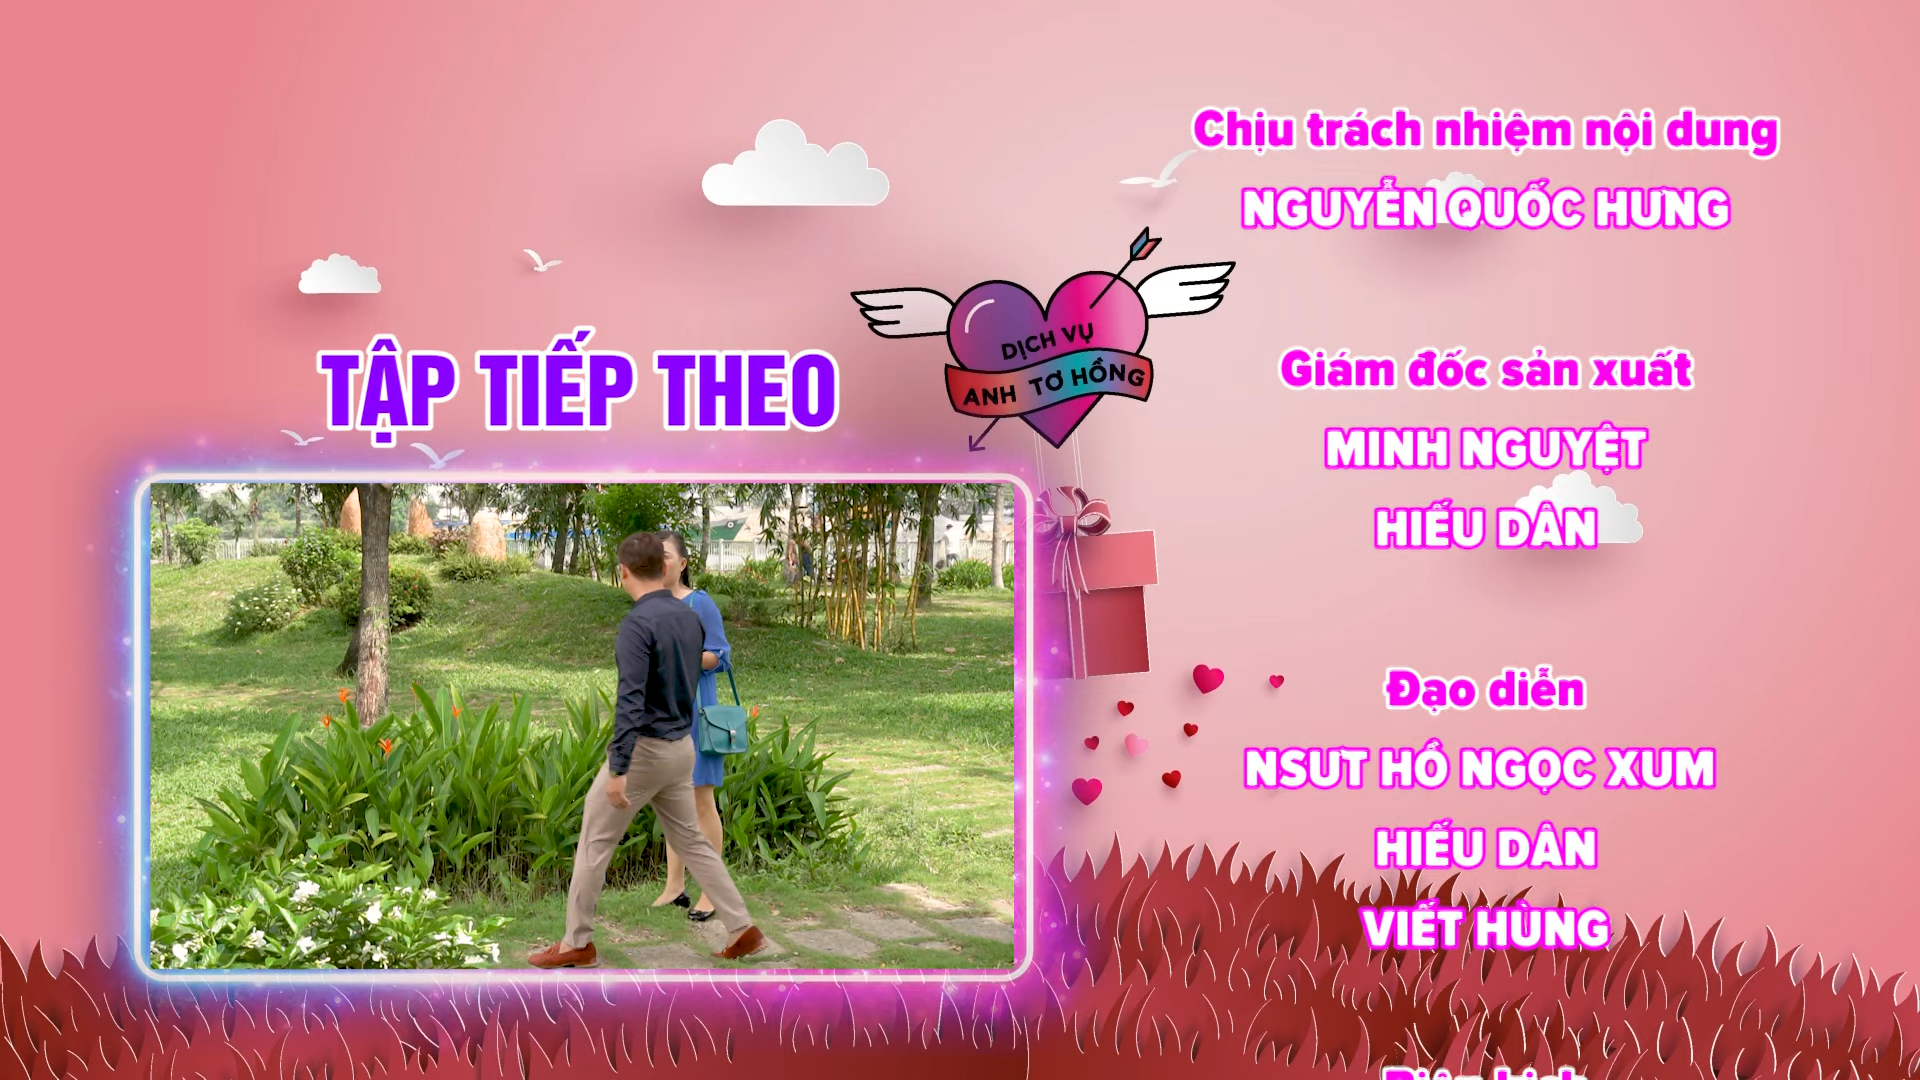 TẬP TIẾP THEO
DỊCH VỤ
ANH TƠ HỒNG
Chịu trách nhiệm nội dung
NGUYỄN QUỐC HƯNG
Giám đốc sản xuất
MINH NGUYỆT
HIẾU DÂN
Đạo diễn
NSƯT HỒ NGỌC XUM
HIẾU DÂN
VIẾT HÙNG